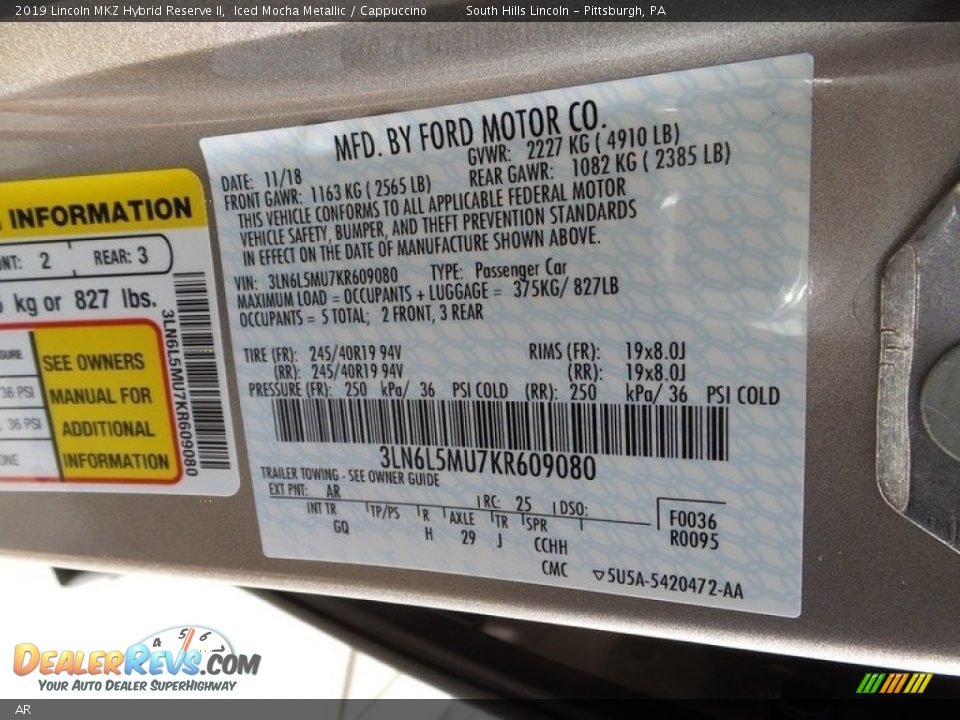 2019 Lincoln MKZ Hybrid Reserve II, Iced Mocha Metallic / Cappuccino South Hills Lincoln - Pittsburgh, PA
MFD. BY FORD MOTOR CO.
DATE: 11/18 GVWR: 2227 KG ( 4910 LB)
FRONT GAWR: 1163 KG ( 2565 LB) REAR GAWR: 1082 KG ( 2385 LB)
THIS VEHICLE CONFORMS TO ALL APPLICABLE FEDERAL MOTOR
VEHICLE SAFETY, BUMPER, AND THEFT PREVENTION STANDARDS
IN EFFECT ON THE DATE OF MANUFACTURE SHOWN ABOVE.
VIN: 3LN6L5MU7KR609080 TYPE: Passenger Car
MAXIMUM LOAD = OCCUPANTS + LUGGAGE = 375KG/ 827LB
OCCUPANTS = 5 TOTAL; 2 FRONT, 3 REAR
TIRE (FR): 245/40R19 94V RIMS (FR): 19x8.0J
(RR): 245/40R19 94V (RR): 19x8.0J
PRESSURE (FR): 250 kPa/ 36 PSI COLD (RR): 250 kPa/ 36 PSI COLD
3LN6L5MU7KR609080
TRAILER TOWING - SEE OWNER GUIDE
EXT PNT: AR RC: 25 DSO:
INT TR TP/PS R AXLE TR SPR
GQ H 29 J CCHH
CMC
F0036
R0095
5U5A-5420472-AA
INFORMATION
2 REAR: 3
kg or 827 lbs.
SEE OWNERS
MANUAL FOR
ADDITIONAL
INFORMATION
36 PSI
36 PSI
3LN6L5MU7KR609080
4 5 6
DEALERREVS.COM
YOUR AUTO DEALER SUPERHIGHWAY
AR